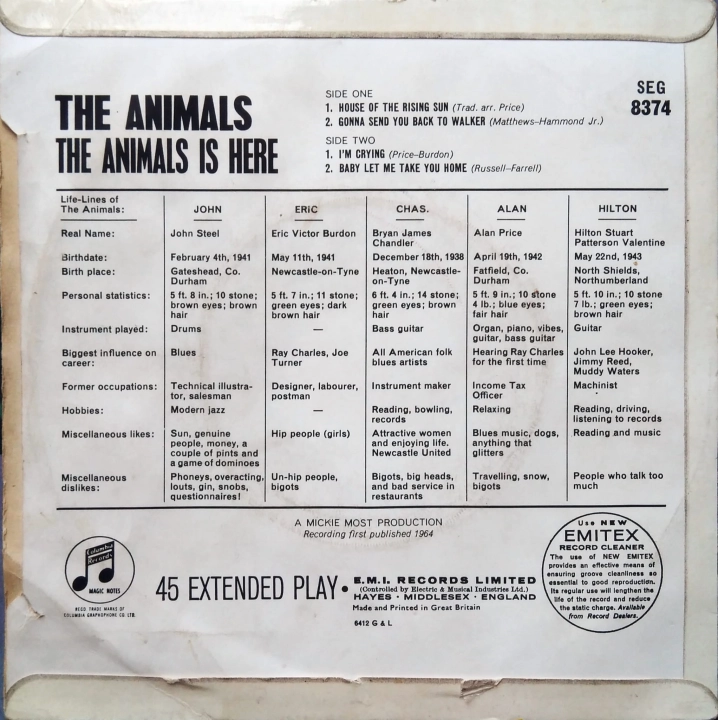 SIDE ONE
1. HOUSE OF THE RISING SUN (Trad. arr. Price)
2. GONNA SEND YOU BACK TO WALKER (Matthews–Hammond Jr.)
SIDE TWO
1. I'M CRYING (Price–Burdon)
2. BABY LET ME TAKE YOU HOME (Russell–Farrell)
SEG
8374
THE ANIMALS
THE ANIMALS IS HERE
Life-Lines of
The Animals: JOHN ERIC CHAS. ALAN HILTON
Real Name: John Steel Eric Victor Burdon Bryan James Alan Price Hilton Stuart
Chandler Patterson Valentine
Birthdate: February 4th, 1941 May 11th, 1941 December 18th, 1938 April 19th, 1942 May 22nd, 1943
Birth place: Gateshead, Co. Newcastle-on-Tyne Heaton, Newcastle- Fatfield, Co. North Shields,
Durham on-Tyne Durham Northumberland
Personal statistics: 5 ft. 8 in.; 10 stone; 5 ft. 7 in.; 11 stone; 6 ft. 4 in.; 14 stone; 5 ft. 9 in.; 10 stone 5 ft. 10 in.; 10 stone
brown eyes; brown green eyes; dark green eyes; brown 4 lb.; blue eyes; 7 lb.; green eyes;
hair brown hair hair fair hair brown hair
Instrument played: Drums — Bass guitar Organ, piano, vibes, Guitar
guitar, bass guitar
Biggest influence on Blues Ray Charles, Joe All American folk Hearing Ray Charles John Lee Hooker,
career: Turner blues artists for the first time Jimmy Reed,
Muddy Waters
Former occupations: Technical illustra- Designer, labourer, Instrument maker Income Tax Machinist
tor, salesman postman Officer
Hobbies: Modern jazz — Reading, bowling, Relaxing Reading, driving,
records listening to records
Miscellaneous likes: Sun, genuine Hip people (girls) Attractive women Blues music, dogs, Reading and music
people, money, a and enjoying life. anything that
couple of pints and Newcastle United glitters
a game of dominoes
Miscellaneous Phoneys, overacting, Un-hip people, Bigots, big heads, Travelling, snow, People who talk too
dislikes: louts, gin, snobs, bigots and bad service in bigots much
questionnaires! restaurants
A MICKIE MOST PRODUCTION
Recording first published 1964
Columbia
Records
MAGIC NOTES
REGD TRADE MARKS OF
COLUMBIA GRAPHOPHONE CO. LTD.
45 EXTENDED PLAY •
E.M.I. RECORDS LIMITED
(Controlled by Electric & Musical Industries Ltd.)
HAYES · MIDDLESEX · ENGLAND
Made and Printed in Great Britain
6412 G & L
Use NEW
EMITEX
RECORD CLEANER
The use of NEW EMITEX
provides an effective means of
ensuring groove cleanliness so
essential to good reproduction.
Its regular use will lengthen the
life of the record and reduce
the static charge. Available
from Record Dealers.